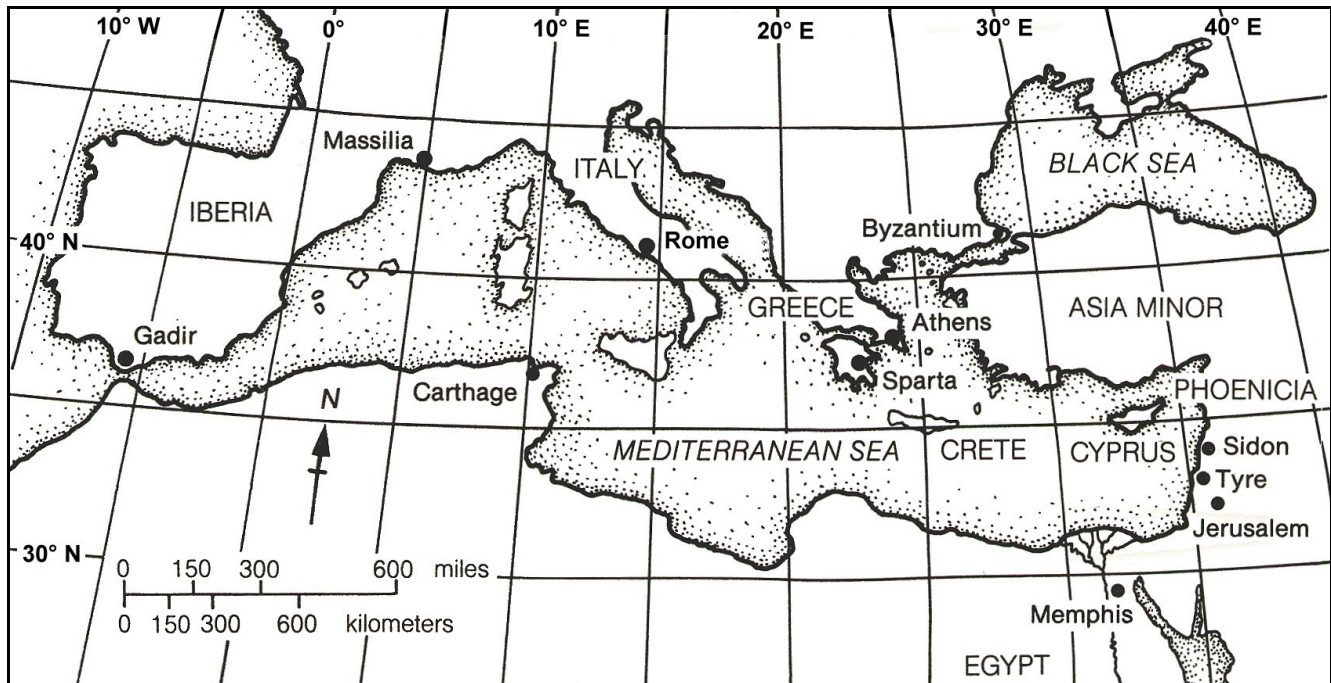 10° W 0° 10° E 20° E 30° E 40° E
Massilia
ITALY
BLACK SEA
IBERIA
Byzantium
40° N
Rome
GREECE
ASIA MINOR
Gadir
Athens
Sparta
Carthage
PHOENICIA
N
MEDITERRANEAN SEA
CRETE
CYPRUS
Sidon
Tyre
Jerusalem
30° N
0 150 300 600 miles
0 150 300 600 kilometers
Memphis
EGYPT